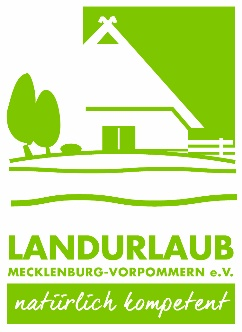 LANDURLAUB
MECKLENBURG-VORPOMMERN e.V.
natürlich kompetent